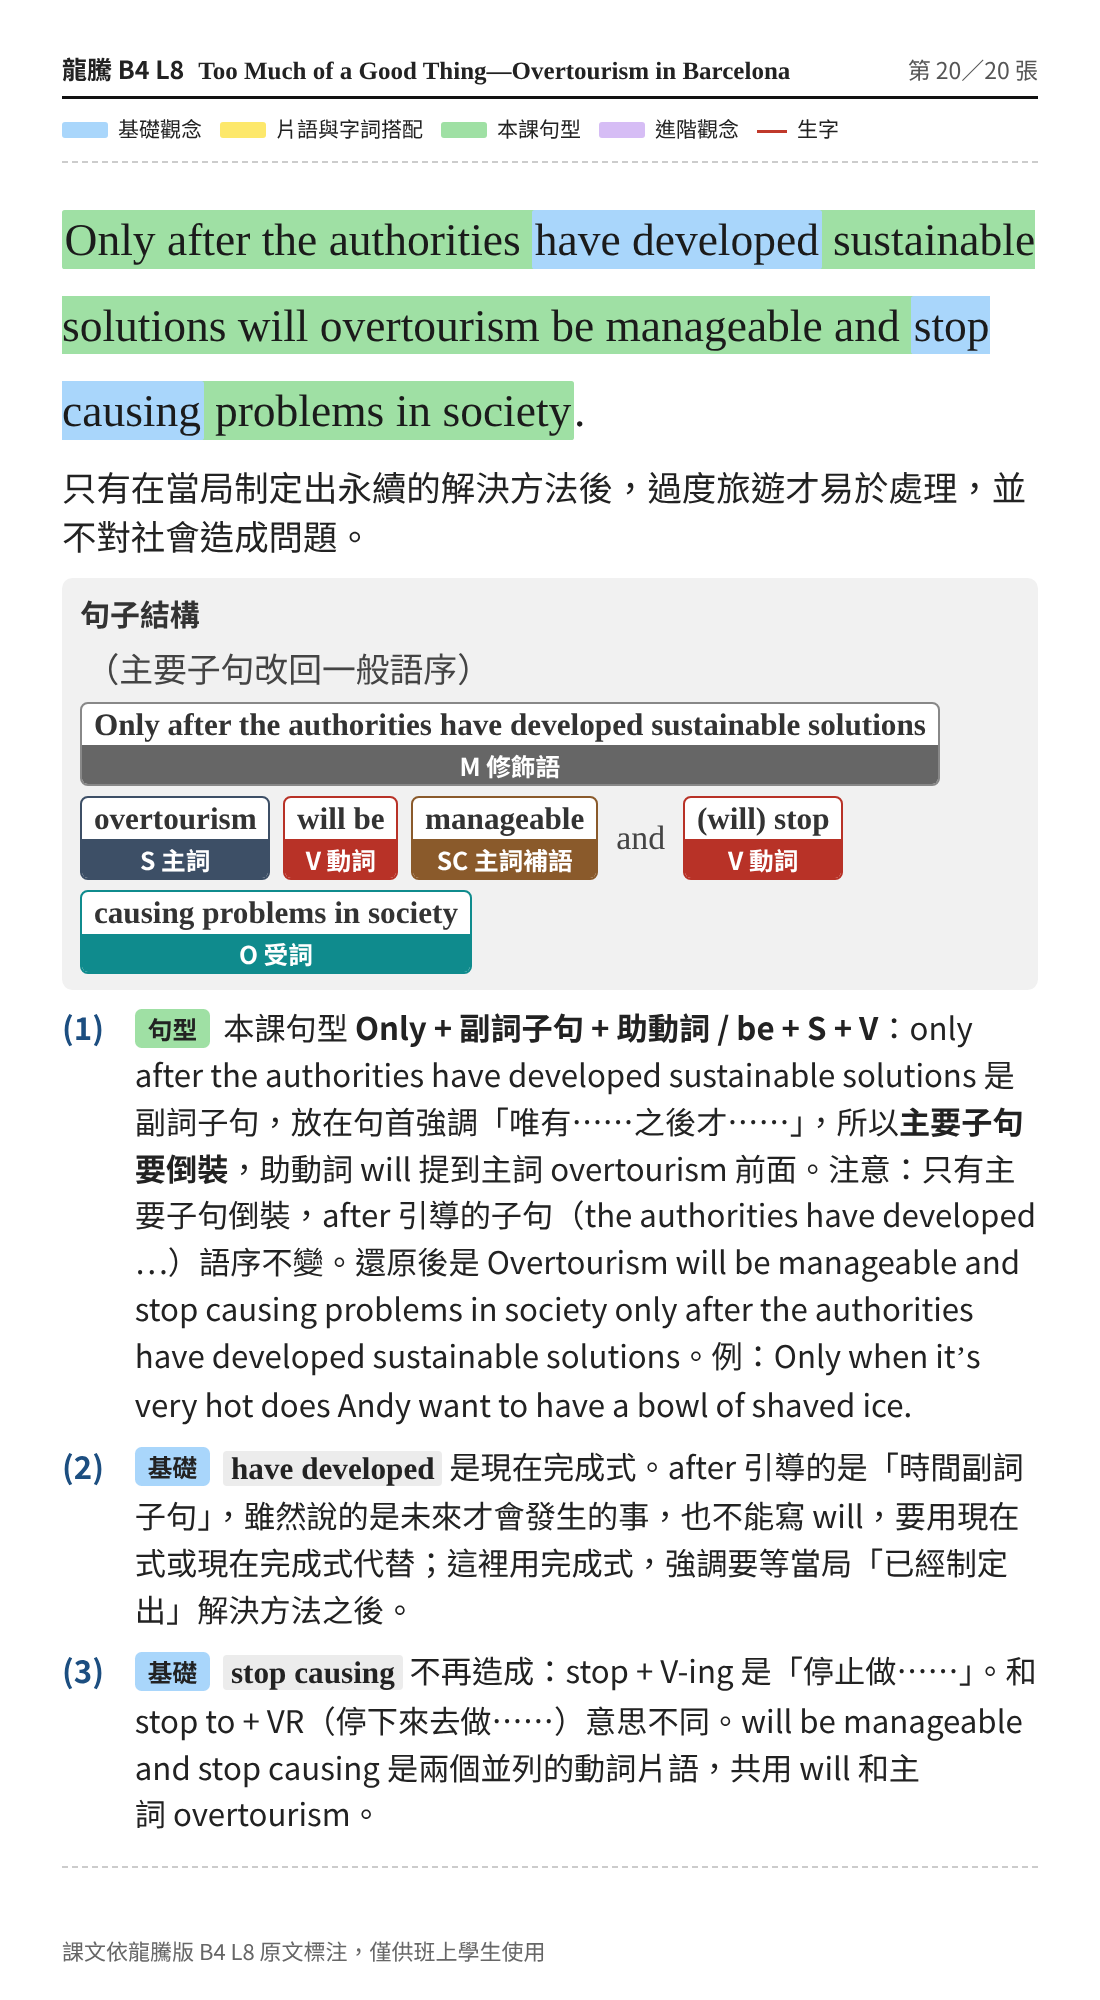 龍騰 B4 L8 Too Much of a Good Thing—Overtourism in Barcelona 第 20／20 張
基礎觀念 片語與字詞搭配 本課句型 進階觀念 生字
Only after the authorities have developed sustainable
solutions will overtourism be manageable and stop
causing problems in society.
只有在當局制定出永續的解決方法後，過度旅遊才易於處理，並
不對社會造成問題。
句子結構
（主要子句改回一般語序）
Only after the authorities have developed sustainable solutions
M 修飾語
overtourism will be manageable and (will) stop
S 主詞 V 動詞 SC 主詞補語 V 動詞
causing problems in society
O 受詞
(1) 句型 本課句型 Only + 副詞子句 + 助動詞 / be + S + V：only
after the authorities have developed sustainable solutions 是
副詞子句，放在句首強調「唯有……之後才……」，所以主要子句
要倒裝，助動詞 will 提到主詞 overtourism 前面。注意：只有主
要子句倒裝，after 引導的子句（the authorities have developed
…）語序不變。還原後是 Overtourism will be manageable and
stop causing problems in society only after the authorities
have developed sustainable solutions。例：Only when it’s
very hot does Andy want to have a bowl of shaved ice.
(2) 基礎 have developed 是現在完成式。after 引導的是「時間副詞
子句」，雖然說的是未來才會發生的事，也不能寫 will，要用現在
式或現在完成式代替；這裡用完成式，強調要等當局「已經制定
出」解決方法之後。
(3) 基礎 stop causing 不再造成：stop + V-ing 是「停止做……」。和
stop to + VR（停下來去做……）意思不同。will be manageable
and stop causing 是兩個並列的動詞片語，共用 will 和主
詞 overtourism。
課文依龍騰版 B4 L8 原文標注，僅供班上學生使用